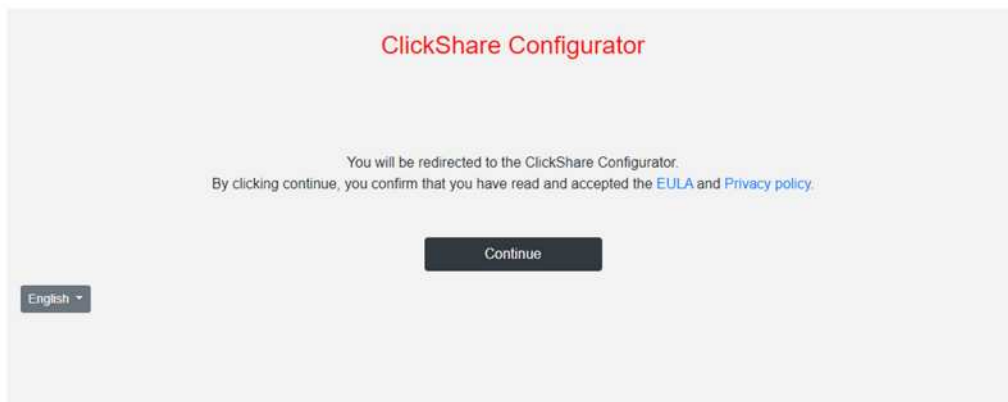 ClickShare Configurator
You will be redirected to the ClickShare Configurator.
By clicking continue, you confirm that you have read and accepted the EULA and Privacy policy.
Continue
English